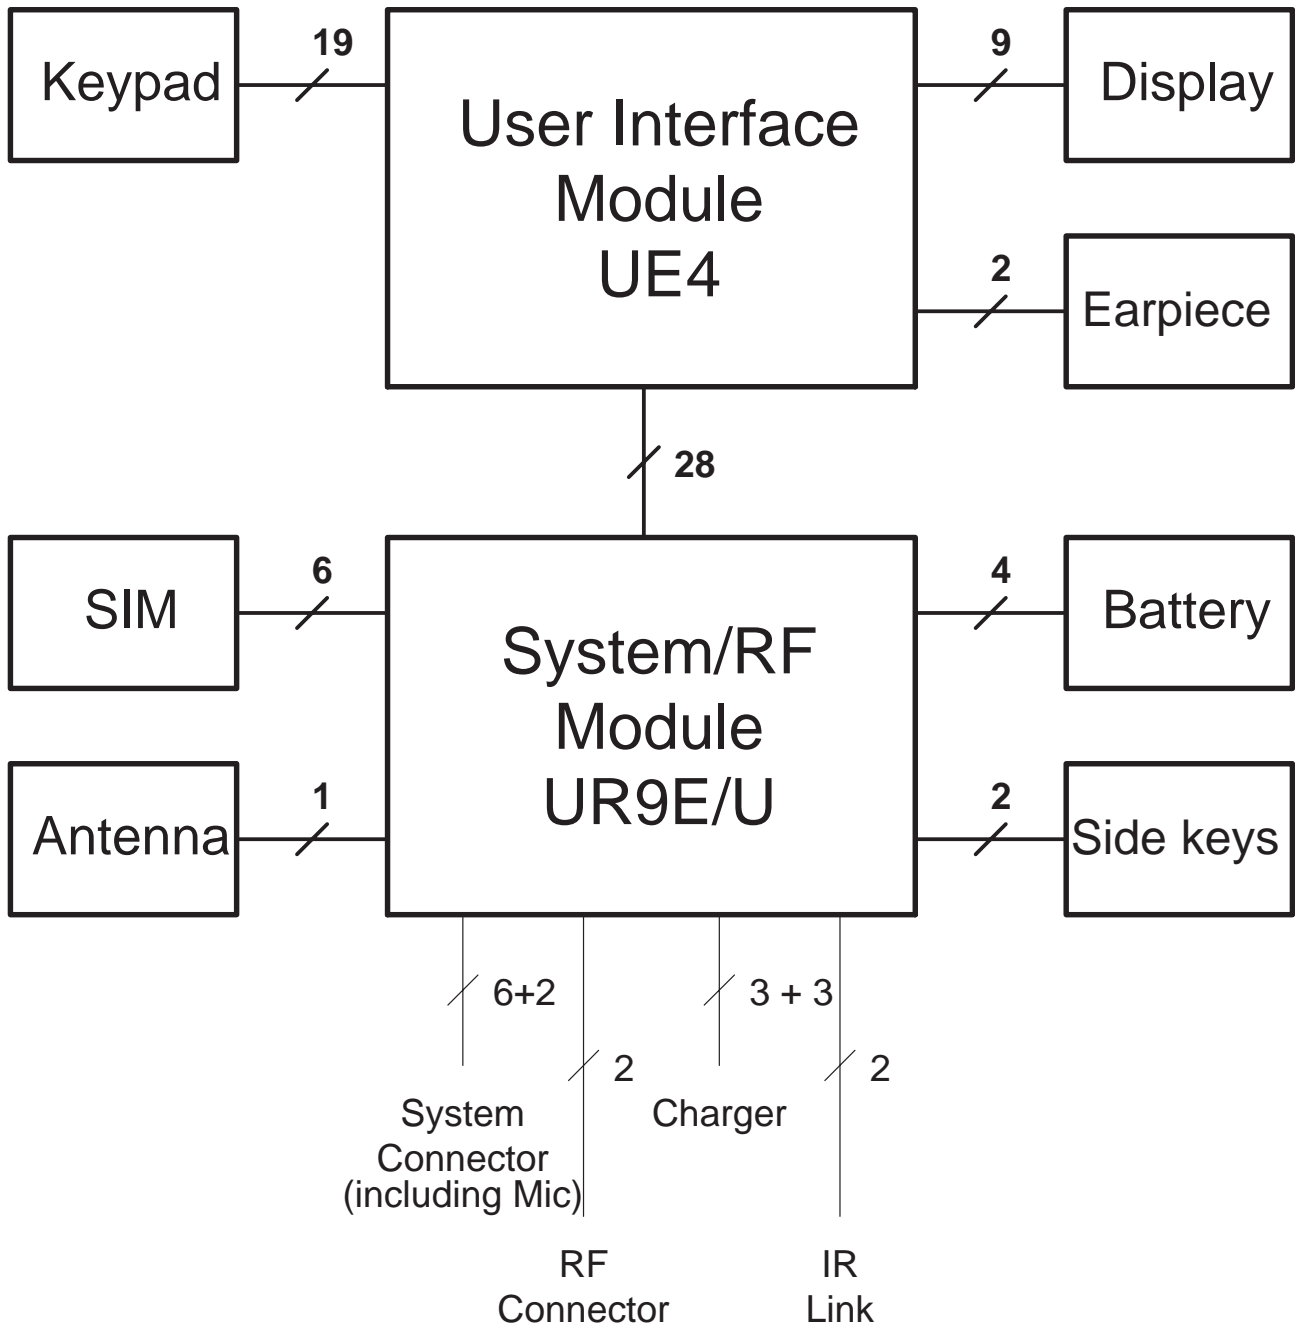 19
9
Keypad
Display
User Interface
Module
UE4
2
Earpiece
28
6
4
SIM
Battery
System/RF
Module
UR9E/U
1
2
Antenna
Side keys
6+2
3 + 3
2
2
System
Connector
(including Mic)
Charger
RF
Connector
IR
Link